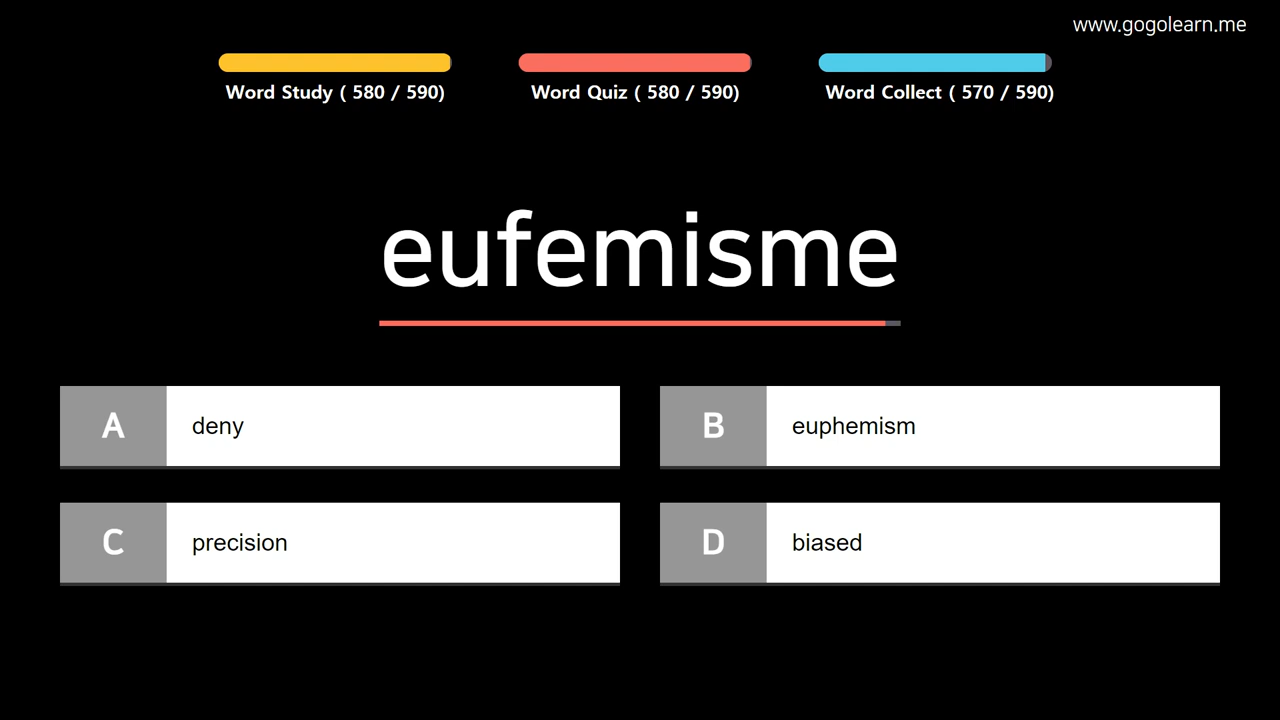 www.gogolearn.me
Word Study ( 580 / 590)
Word Quiz ( 580 / 590)
Word Collect ( 570 / 590)
eufemisme
A deny
B euphemism
C precision
D biased